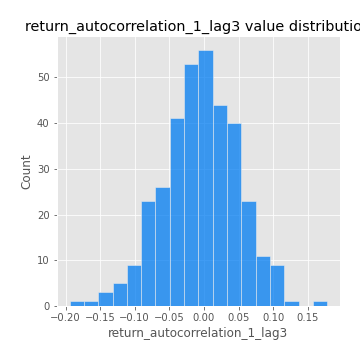 return_autocorrelation_1_lag3 value distributio
50
40
30
20
10
0
Count
−0.20 −0.15 −0.10 −0.05 0.00 0.05 0.10 0.15
return_autocorrelation_1_lag3